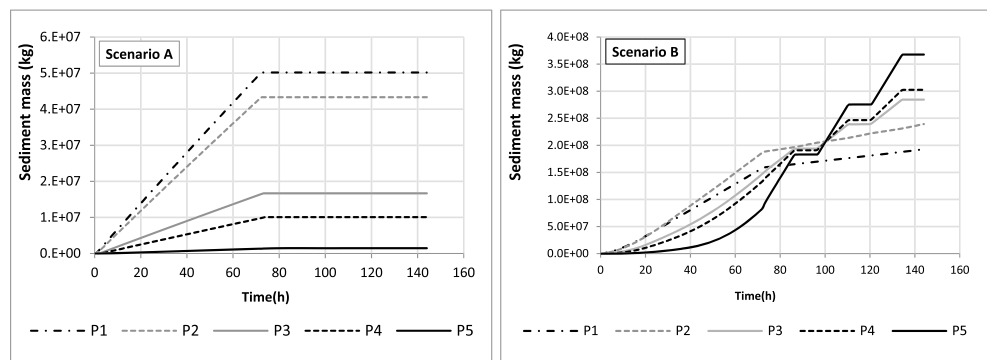 Scenario A
Sediment mass (kg)
6.E+07
5.E+07
4.E+07
3.E+07
2.E+07
1.E+07
0.E+00
0 20 40 60 80 100 120 140 160
Time(h)
P1 P2 P3 P4 P5
Scenario B
Sediment mass (kg)
4.0E+08
3.5E+08
3.0E+08
2.5E+08
2.0E+08
1.5E+08
1.0E+08
5.0E+07
0.0E+00
0 20 40 60 80 100 120 140 160
Time(h)
P1 P2 P3 P4 P5